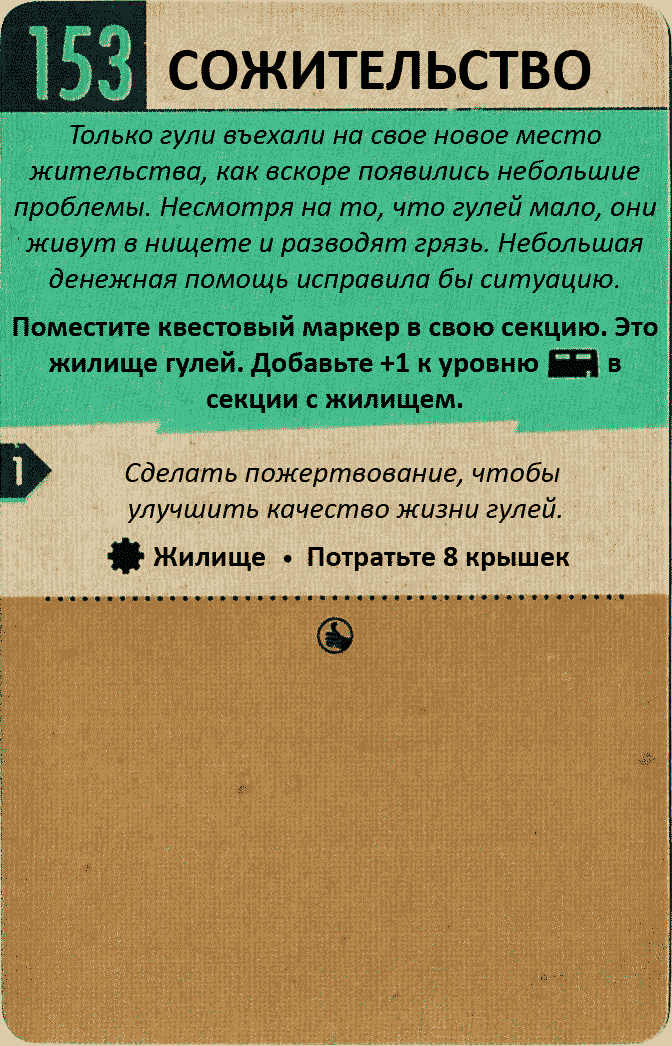 153
СОЖИТЕЛЬСТВО
Только гули въехали на свое новое место
жительства, как вскоре появились небольшие
проблемы. Несмотря на то, что гулей мало, они
живут в нищете и разводят грязь. Небольшая
денежная помощь исправила бы ситуацию.
Поместите квестовый маркер в свою секцию. Это
жилище гулей. Добавьте +1 к уровню в
секции с жилищем.
1
Сделать пожертвование, чтобы
улучшить качество жизни гулей.
Жилище • Потратьте 8 крышек